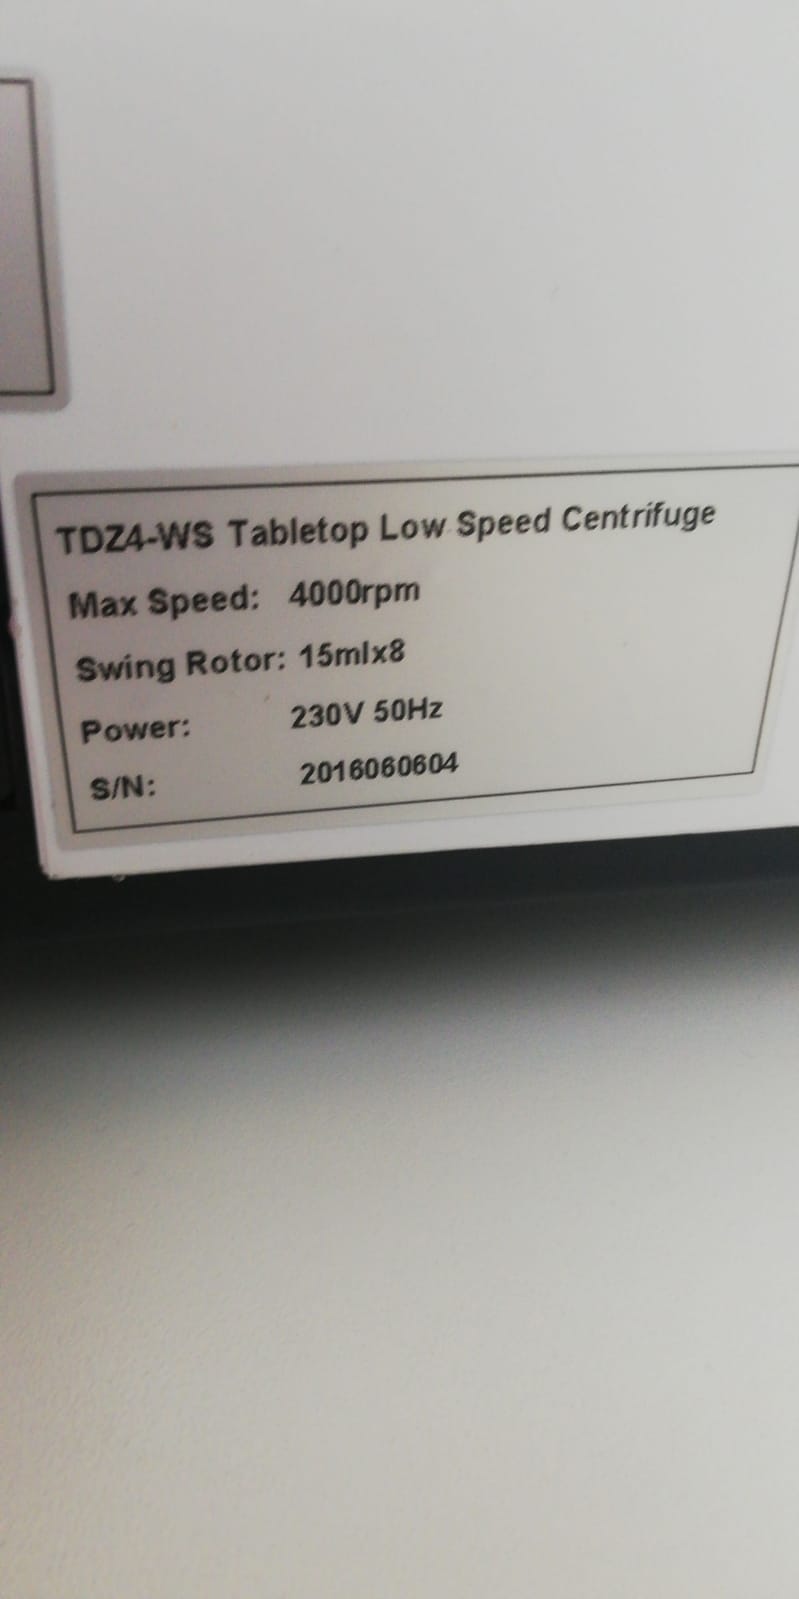 TDZ4-WS Tabletop Low Speed Centrifuge
Max Speed: 4000rpm
Swing Rotor: 15mlx8
Power: 230V 50Hz
S/N: 2016060604